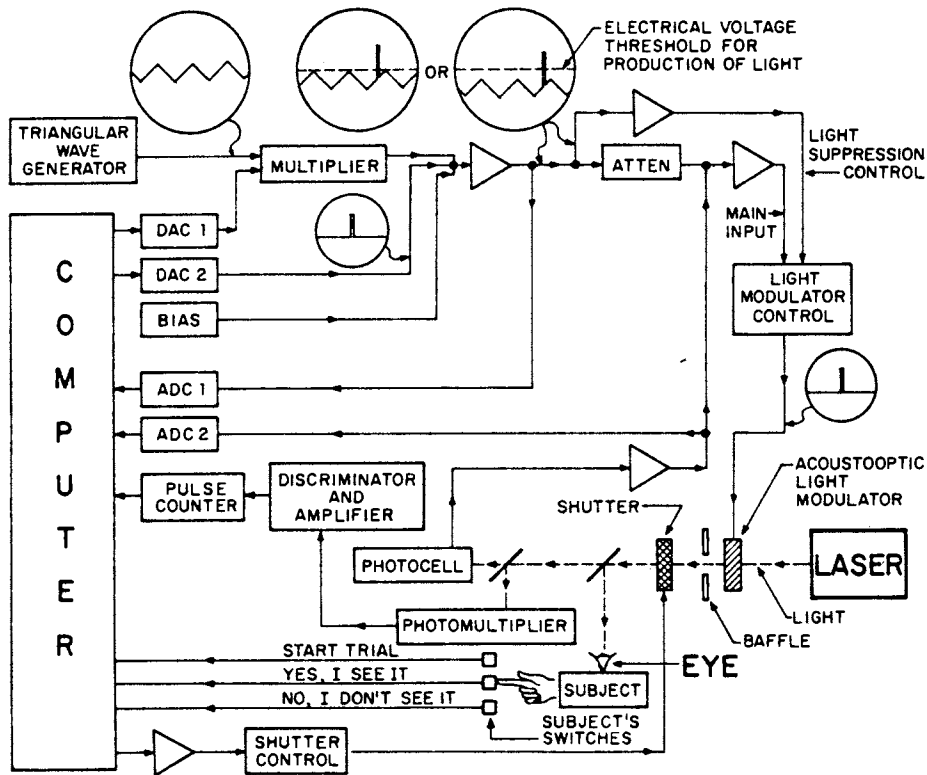 ELECTRICAL VOLTAGE
THRESHOLD FOR
PRODUCTION OF LIGHT
OR
TRIANGULAR
WAVE
GENERATOR
MULTIPLIER
ATTEN
LIGHT
SUPPRESSION
CONTROL
MAIN
INPUT
DAC 1
DAC 2
BIAS
LIGHT
MODULATOR
CONTROL
ADC 1
ADC 2
COMPUTER
PULSE
COUNTER
DISCRIMINATOR
AND
AMPLIFIER
SHUTTER
ACOUSTOOPTIC
LIGHT
MODULATOR
PHOTOCELL
LASER
PHOTOMULTIPLIER
LIGHT
BAFFLE
START TRIAL
YES, I SEE IT
NO, I DON'T SEE IT
EYE
SUBJECT
SUBJECT'S
SWITCHES
SHUTTER
CONTROL